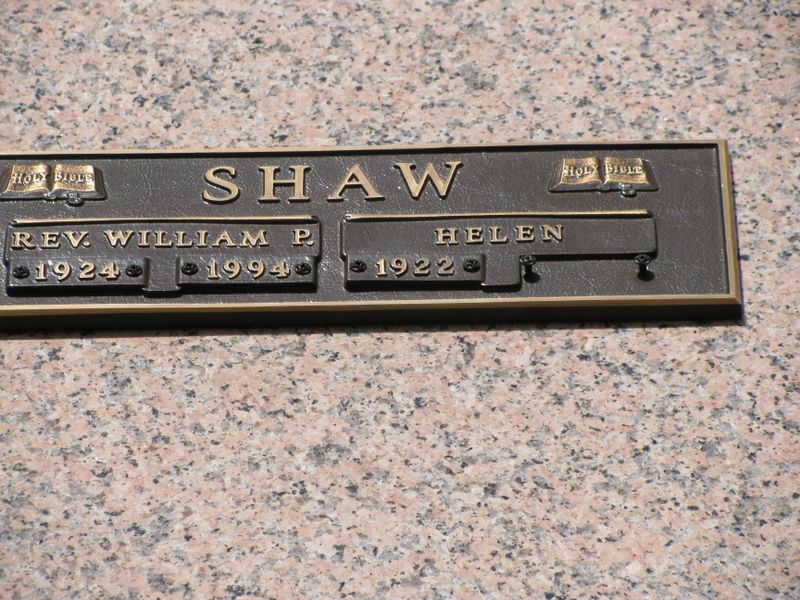 HOLY BIBLE SHAW HOLY BIBLE
REV. WILLIAM P. HELEN
1924 1994 1922